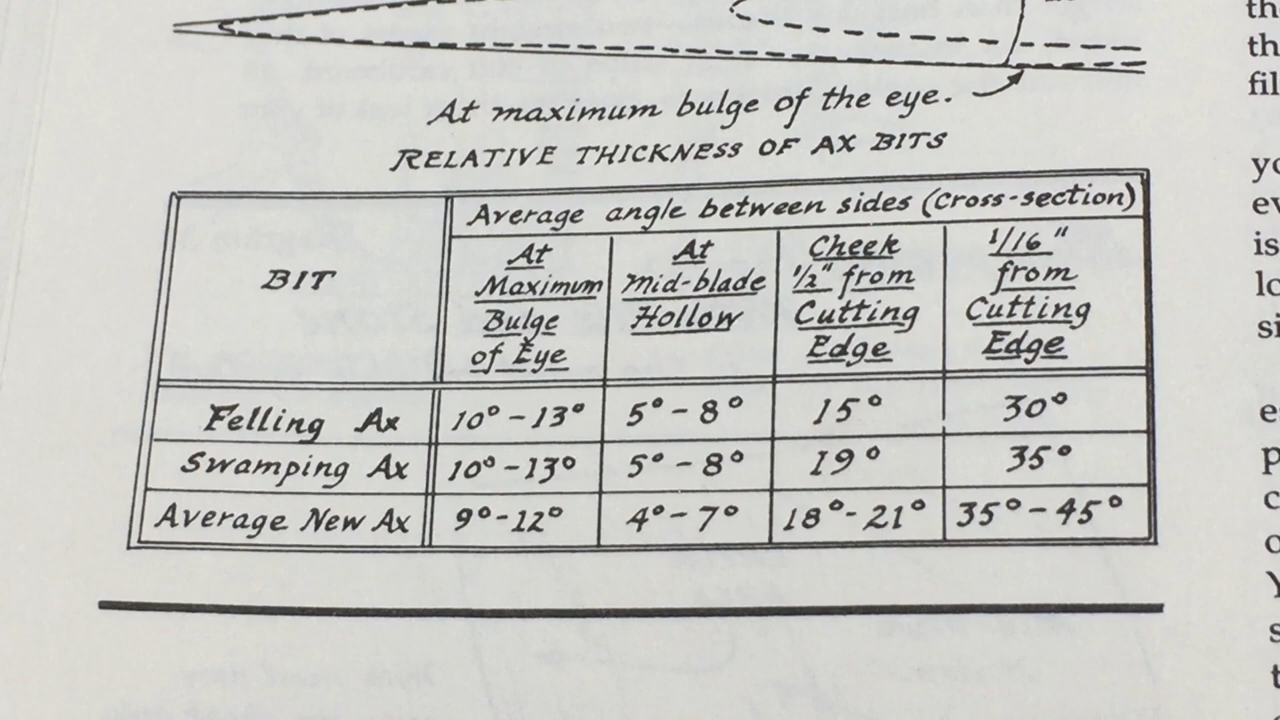 At maximum bulge of the eye.
RELATIVE THICKNESS OF AX BITS
BIT
Average angle between sides (cross-section)
At Maximum Bulge of Eye
At Mid-blade Hollow
Cheek 1/2" from Cutting Edge
1/16" from Cutting Edge
Felling Ax 10° - 13° 5° - 8° 15° 30°
Swamping Ax 10° - 13° 5° - 8° 19° 35°
Average New Ax 9° - 12° 4° - 7° 18° - 21° 35° - 45°